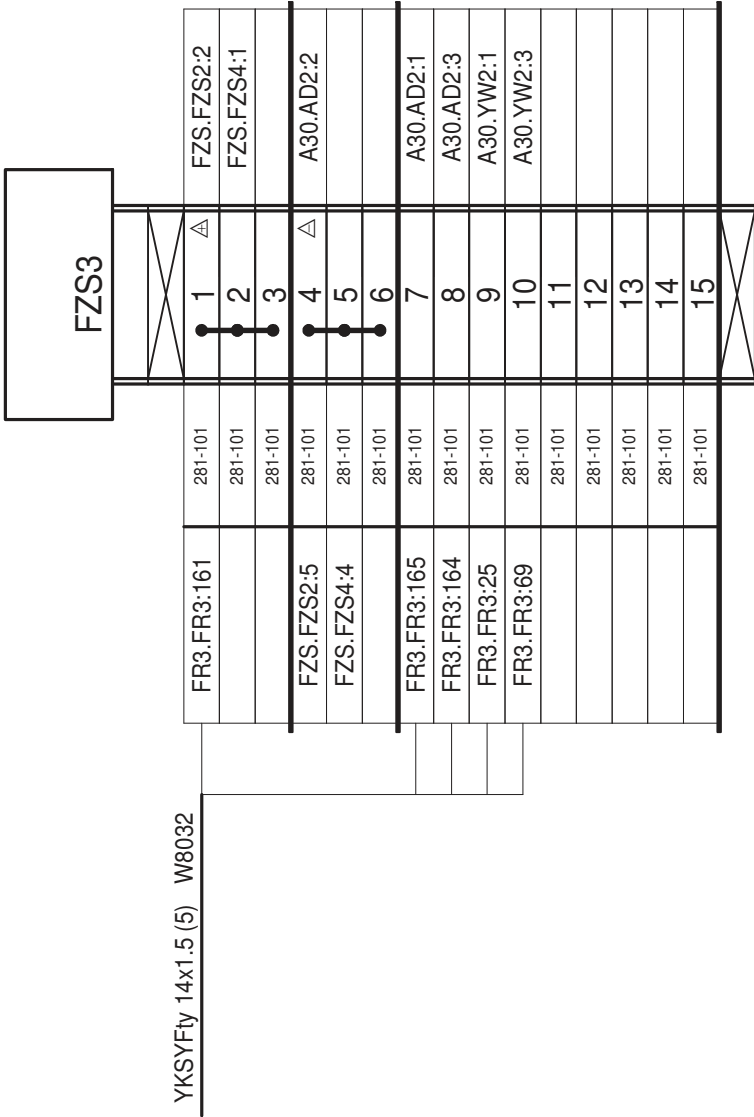 FZS3
FR3.FR3:161 281-101 1 + FZS.FZS2:2
281-101 2 FZS.FZS4:1
281-101 3
FZS.FZS2:5 281-101 4 - A30.AD2:2
FZS.FZS4:4 281-101 5
281-101 6
FR3.FR3:165 281-101 7 A30.AD2:1
FR3.FR3:164 281-101 8 A30.AD2:3
FR3.FR3:25 281-101 9 A30.YW2:1
FR3.FR3:69 281-101 10 A30.YW2:3
281-101 11
281-101 12
281-101 13
281-101 14
281-101 15
YKSYFty 14x1.5 (5) W8032